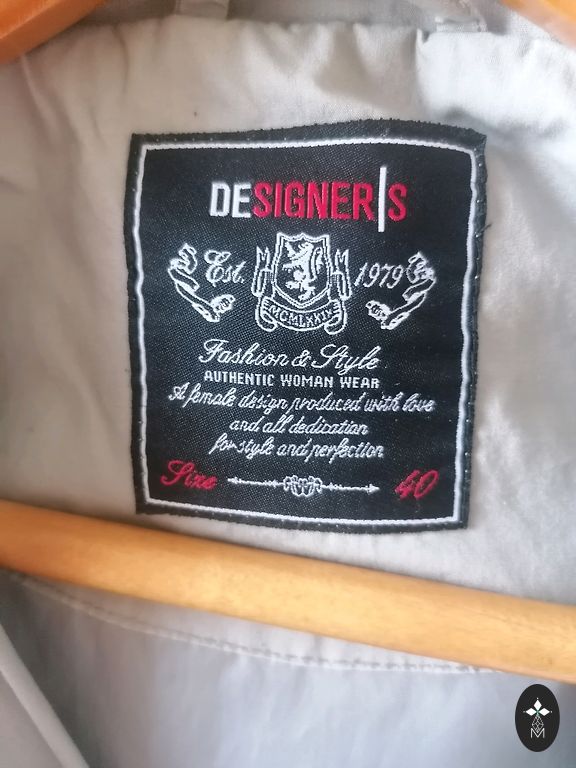 DESIGNER|S
Est. 1979
MCMLXXIX
Fashion & Style
AUTHENTIC WOMAN WEAR
A female design produced with love
and all dedication
for style and perfection
Size 40
M